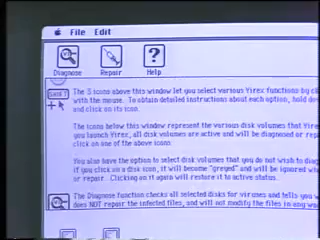 File Edit
Diagnose Repair Help
The 3 icons above this window let you select various Virex functions by cl
with the mouse. To obtain detailed instructions about each option, hold dow
and click on its icon.
The icons below this window represent the various disk volumes that Vire
you launch Virex, all disk volumes are active and will be diagnosed or repa
click on one of the above icons.
You also have the option to select disk volumes that you do not wish to diag
if you click on a disk icon, it will become "greyed" and will be ignored
or repair. Clicking on it again will restore it to active status.
The Diagnose function checks all selected disks for viruses and tells you
does NOT repair the infected files, and will not modify the files in any wa